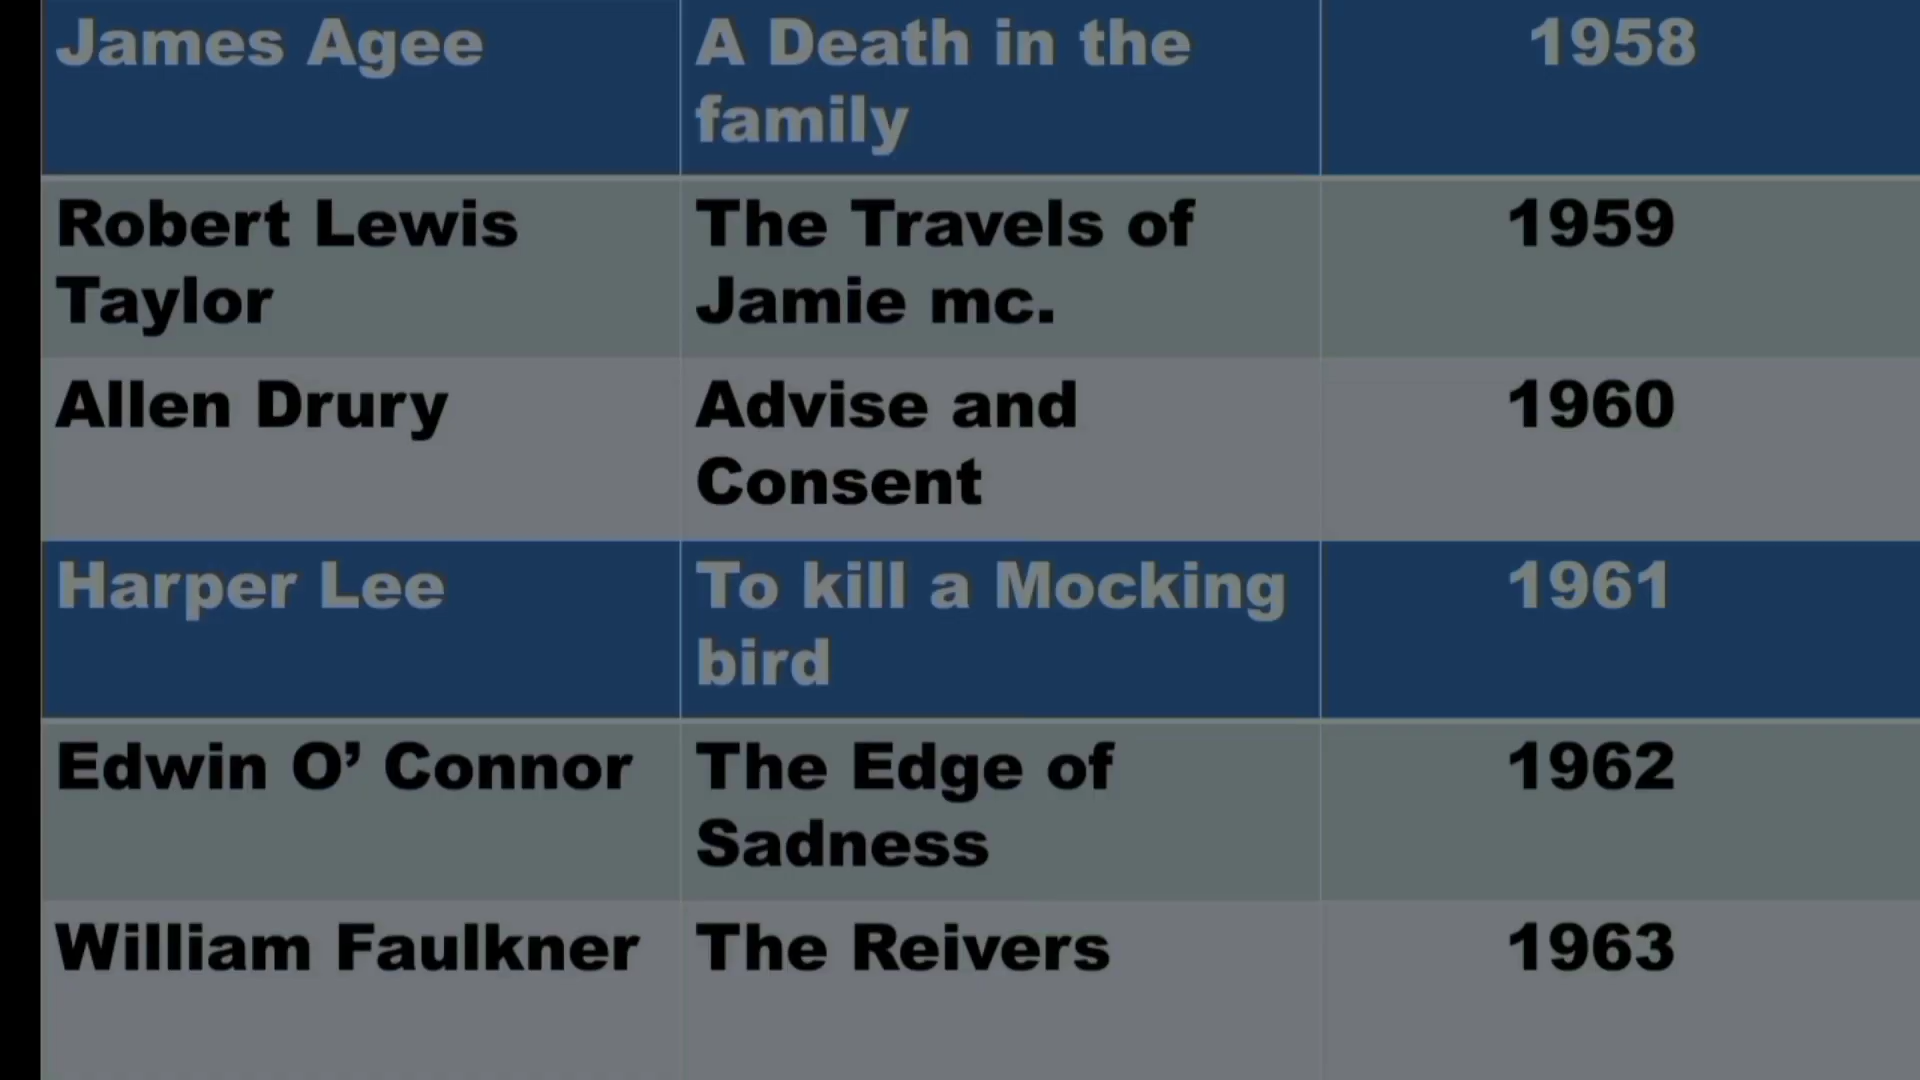 James Agee
A Death in the
family
1958
Robert Lewis
Taylor
The Travels of
Jamie mc.
1959
Allen Drury
Advise and
Consent
1960
Harper Lee
To kill a Mocking
bird
1961
Edwin O’ Connor
The Edge of
Sadness
1962
William Faulkner
The Reivers
1963